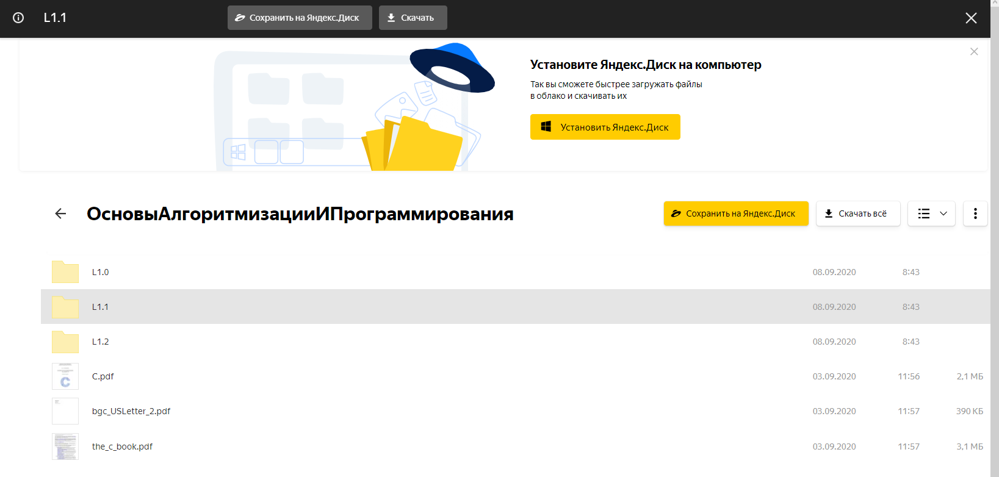 L1.1
Сохранить на Яндекс.Диск
Скачать
Установите Яндекс.Диск на компьютер
Так вы сможете быстрее загружать файлы
в облако и скачивать их
Установить Яндекс.Диск
ОсновыАлгоритмизацииИПрограммирования
Сохранить на Яндекс.Диск
Скачать всё
L1.0 08.09.2020 8:43
L1.1 08.09.2020 8:43
L1.2 08.09.2020 8:43
C
C.pdf 03.09.2020 11:56 2,1 МБ
bgc_USLetter_2.pdf 03.09.2020 11:57 390 КБ
the_c_book.pdf 03.09.2020 11:57 3,1 МБ